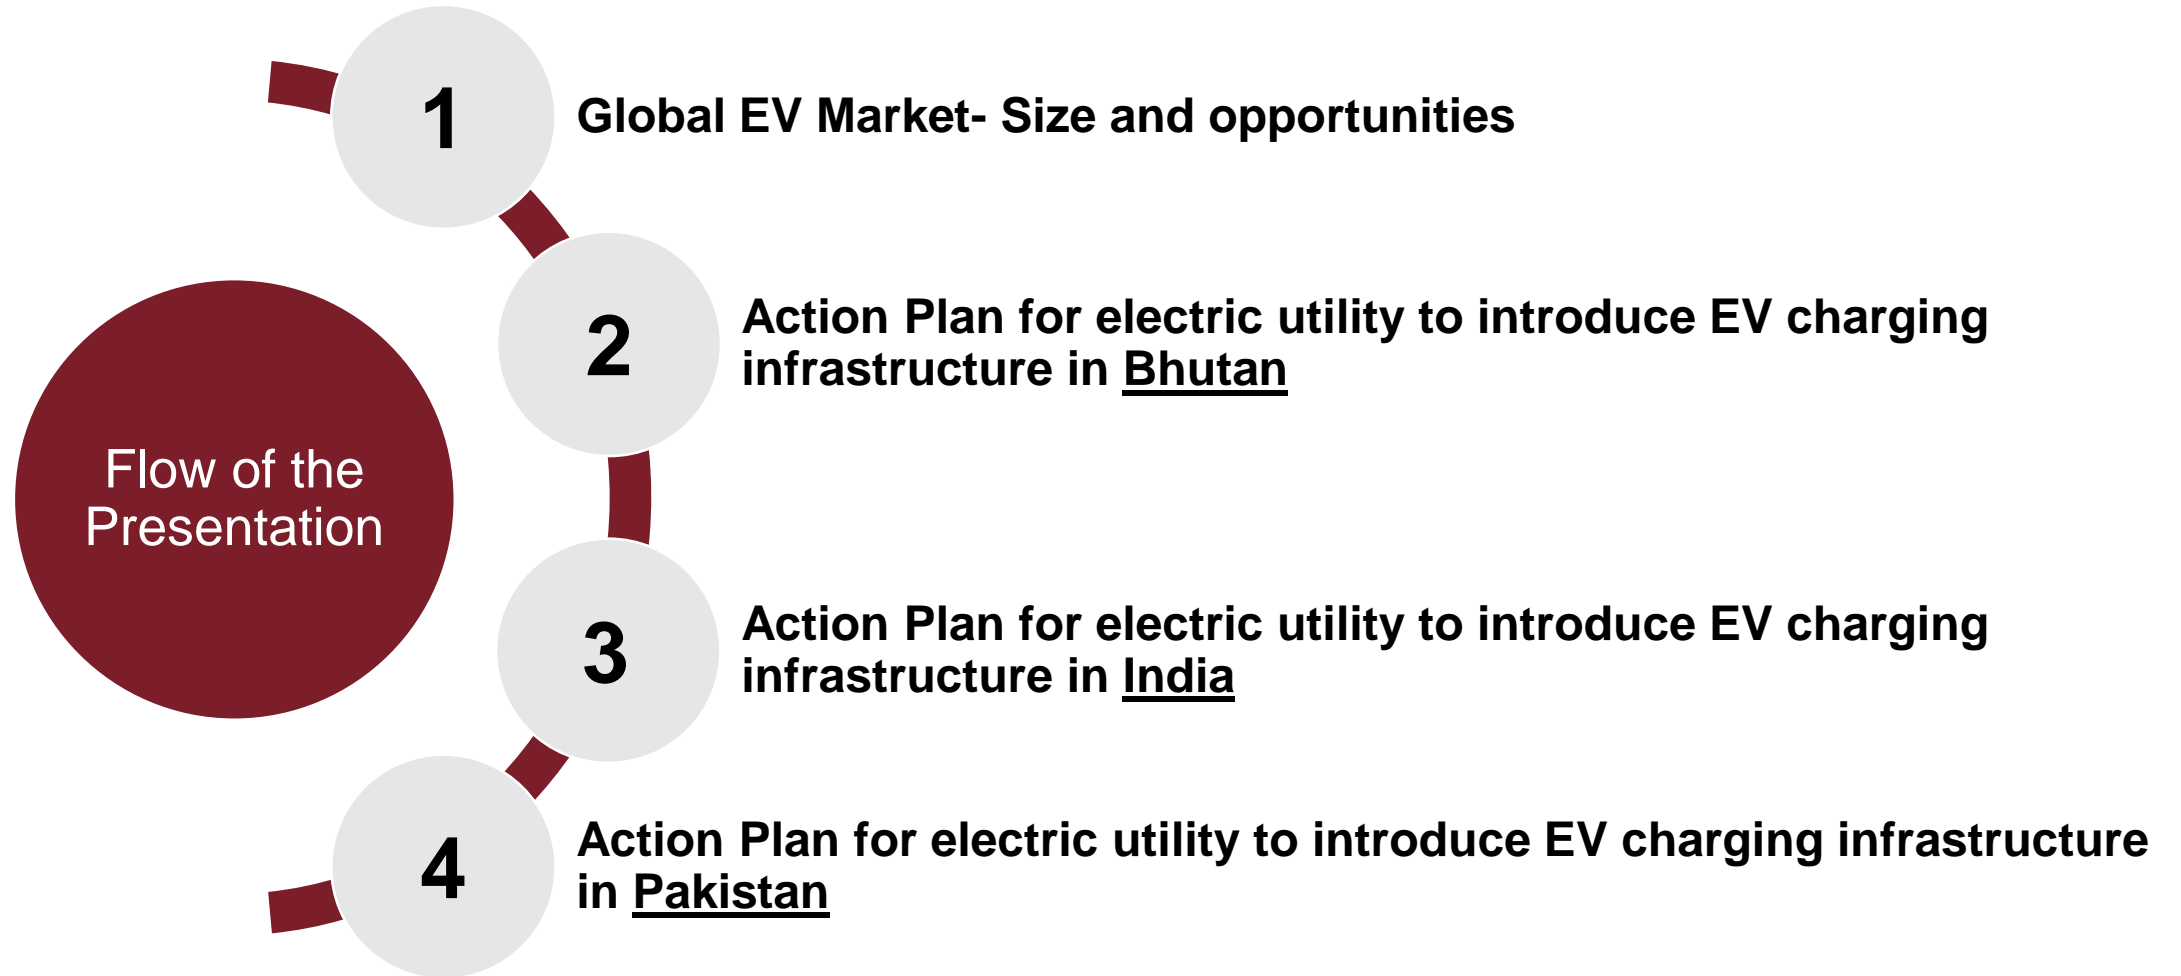 Flow of the
Presentation
1
Global EV Market- Size and opportunities
2
Action Plan for electric utility to introduce EV charging
infrastructure in Bhutan
3
Action Plan for electric utility to introduce EV charging
infrastructure in India
4
Action Plan for electric utility to introduce EV charging infrastructure
in Pakistan